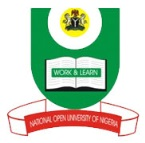 WORK & LEARN
NATIONAL OPEN UNIVERSITY OF NIGERIA